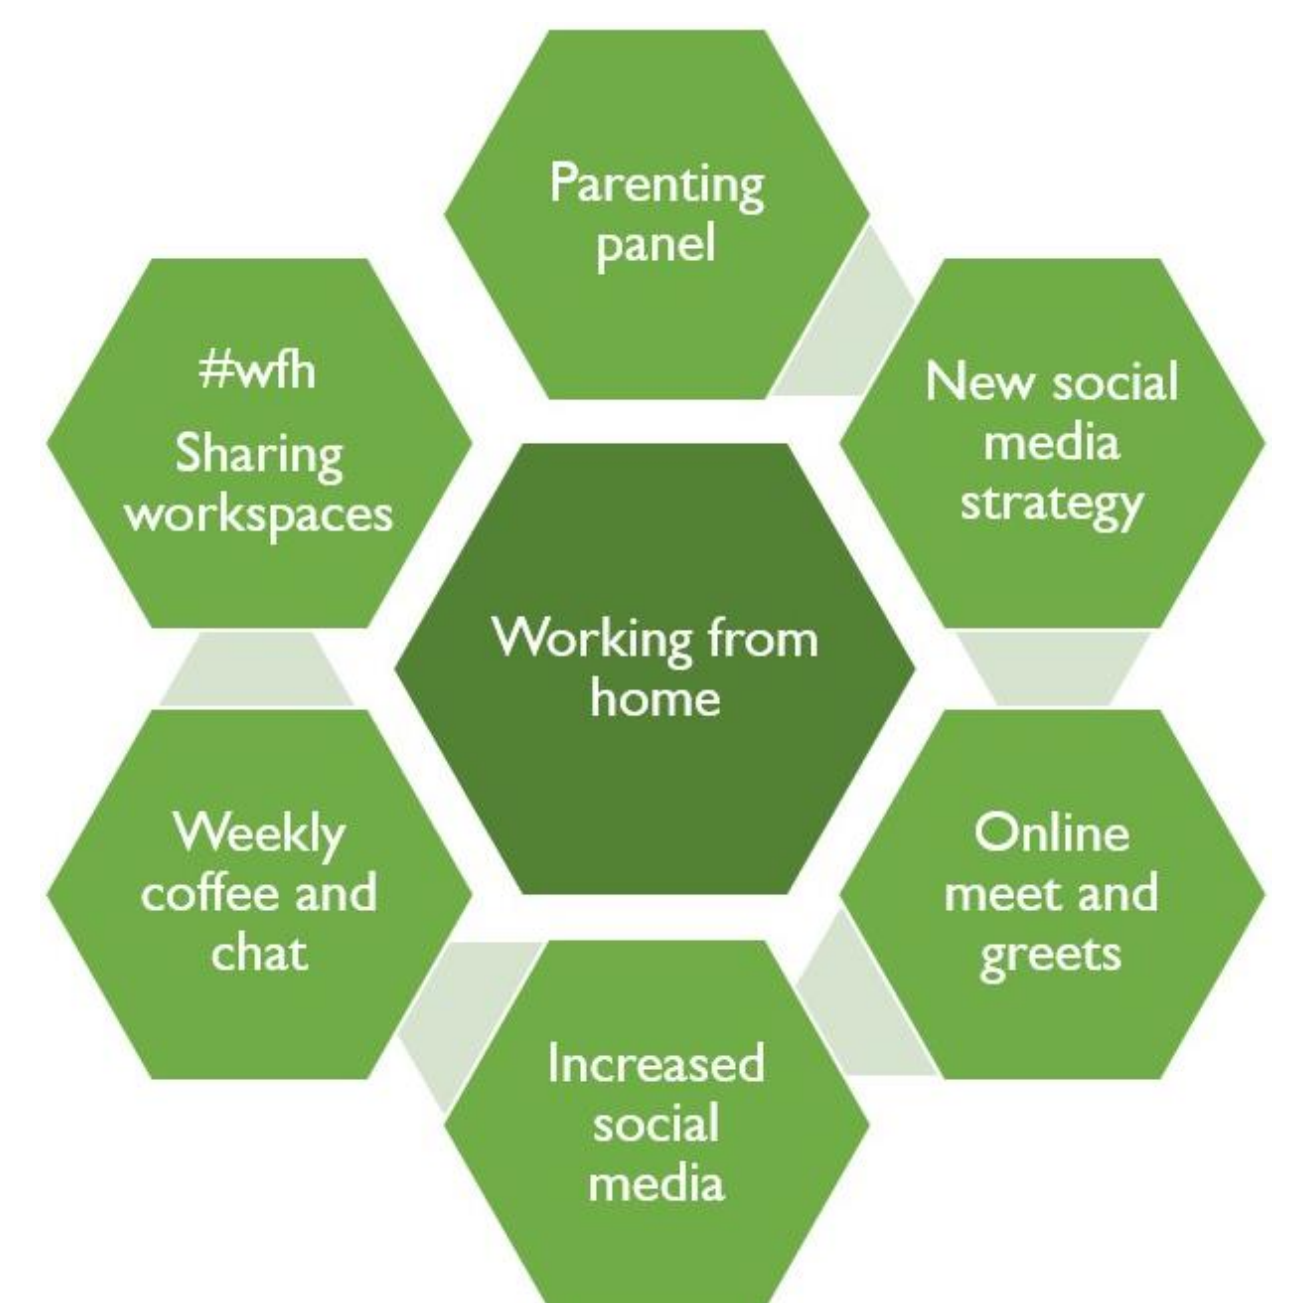 Parenting
panel
New social
media
strategy
Online
meet and
greets
Increased
social
media
Weekly
coffee and
chat
#wfh
Sharing
workspaces
Working from
home